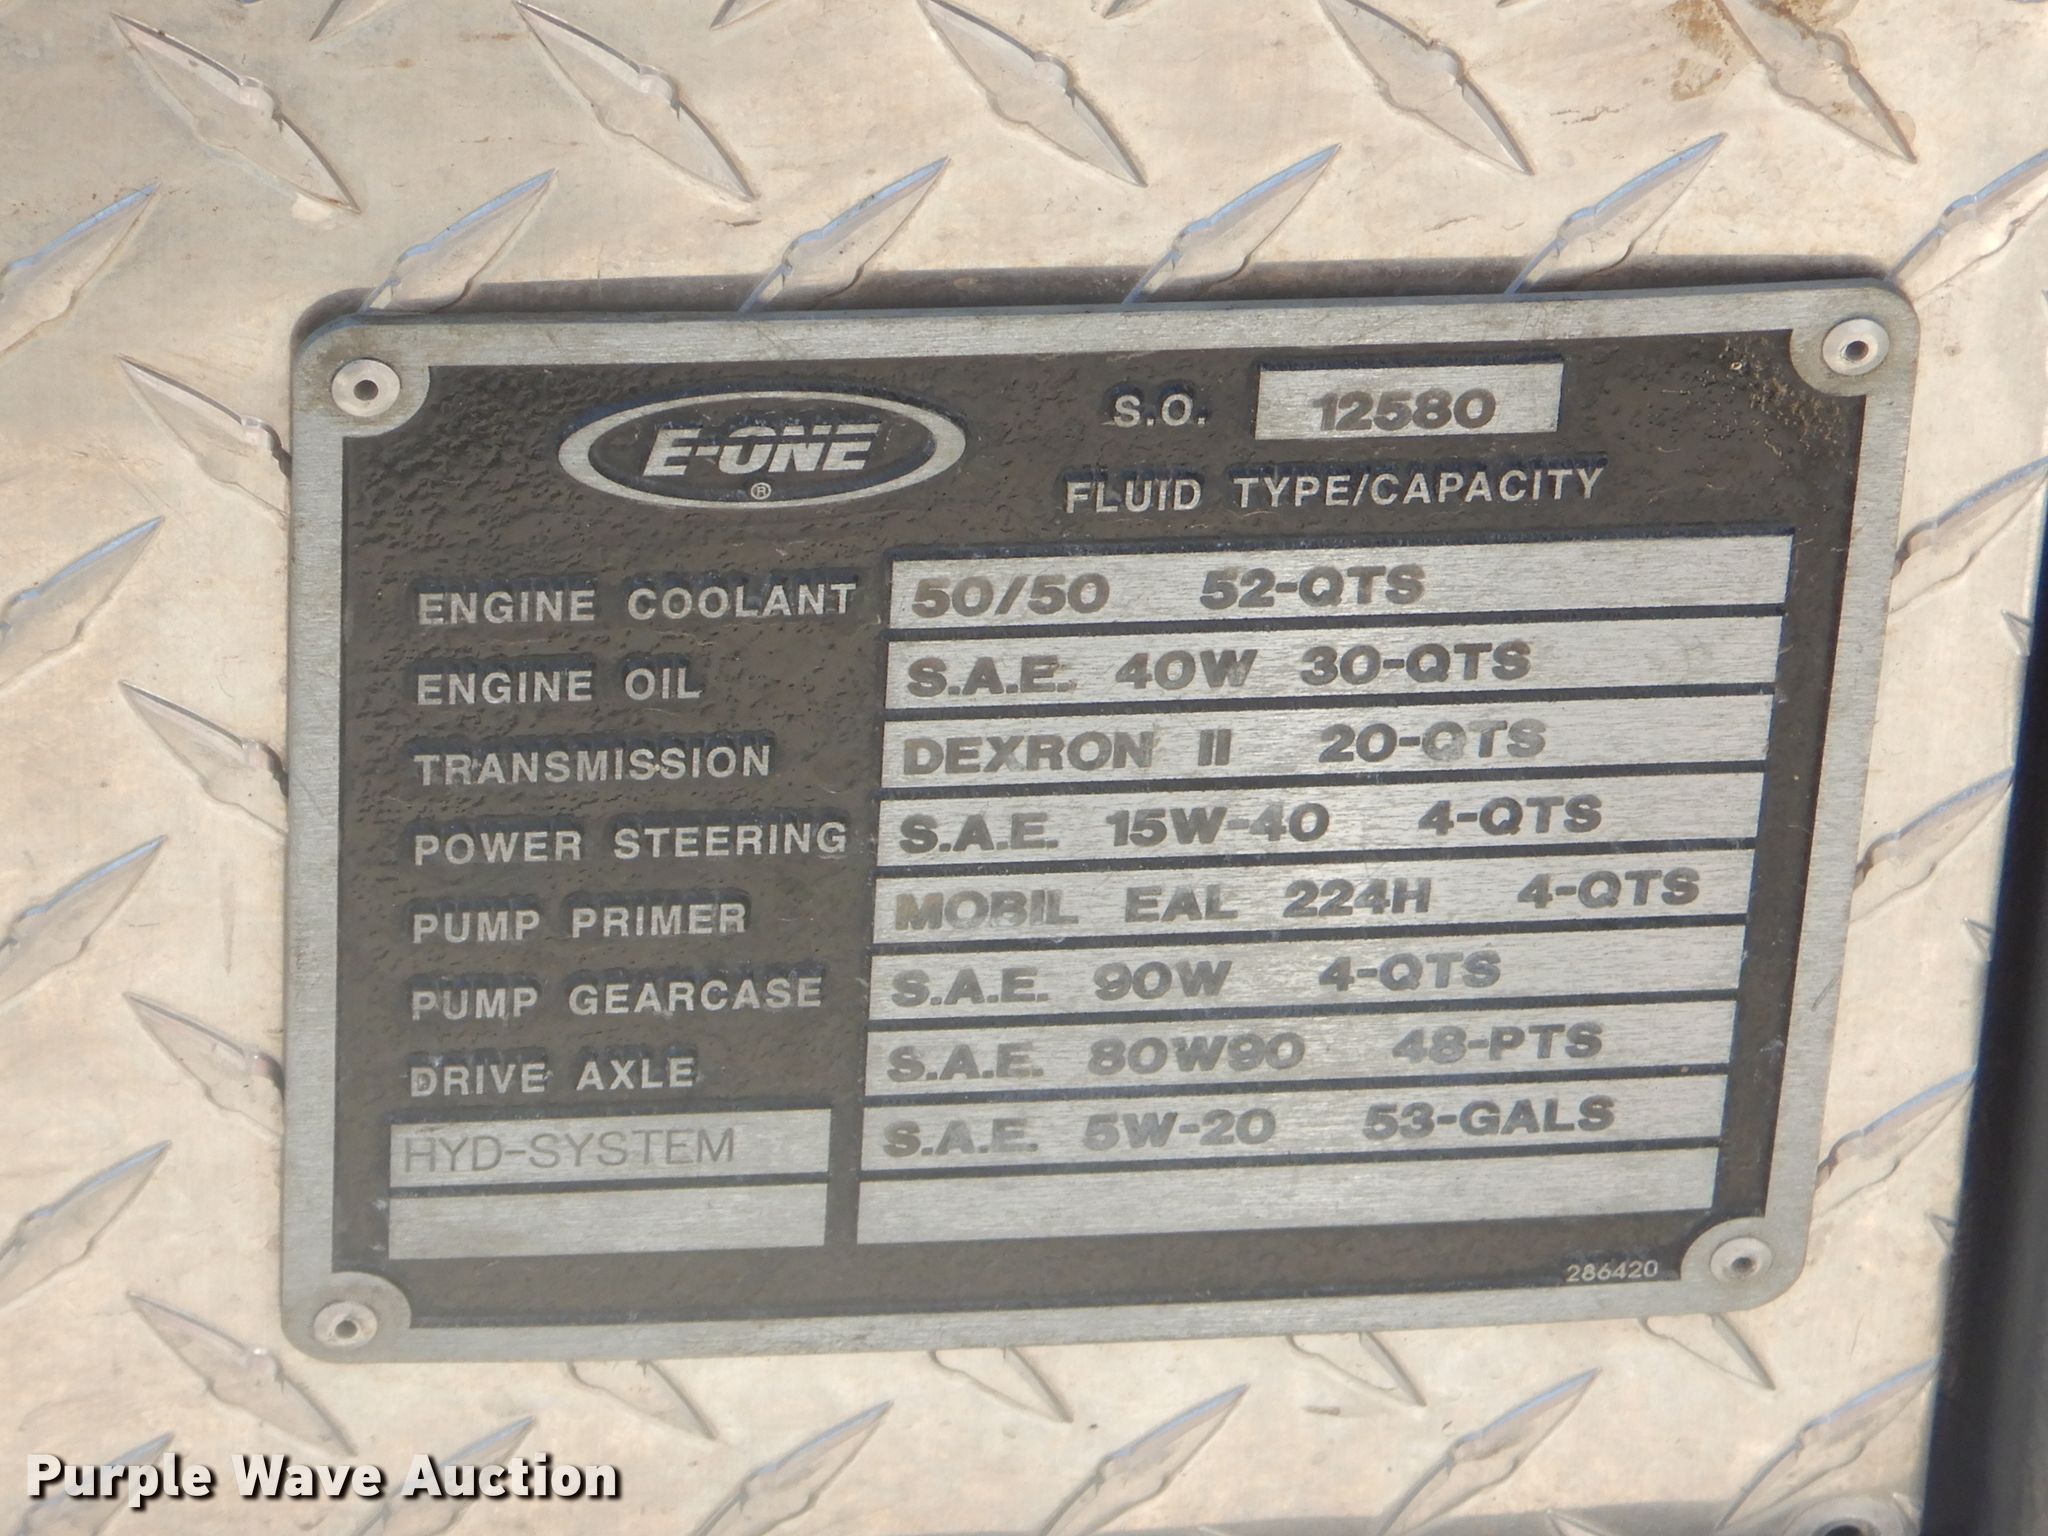 E-ONE ®
S.O. 12580
FLUID TYPE/CAPACITY
ENGINE COOLANT 50/50 52-QTS
ENGINE OIL S.A.E. 40W 30-QTS
TRANSMISSION DEXRON II 20-QTS
POWER STEERING S.A.E. 15W-40 4-QTS
PUMP PRIMER MOBIL EAL 224H 4-QTS
PUMP GEARCASE S.A.E. 90W 4-QTS
DRIVE AXLE S.A.E. 80W90 48-PTS
HYD-SYSTEM S.A.E. 5W-20 53-GALS
286420
Purple Wave Auction